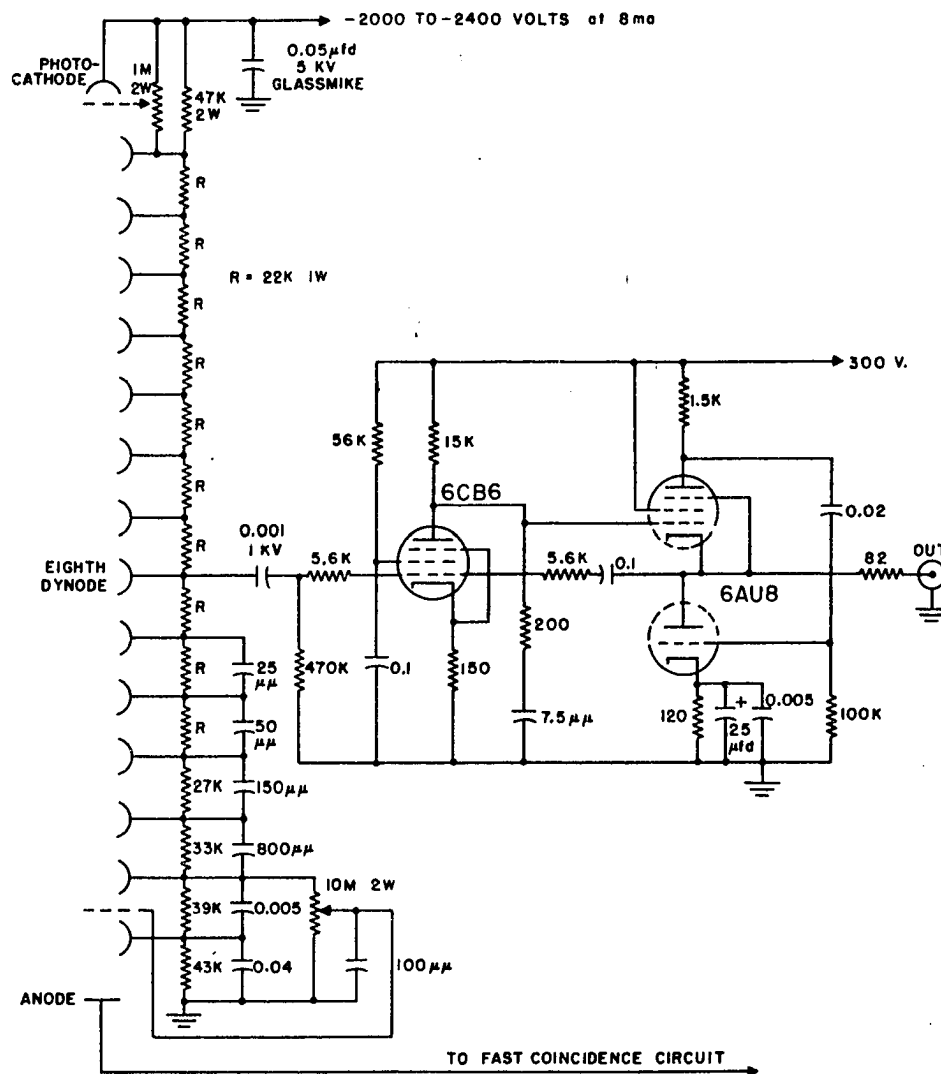 -2000 TO -2400 VOLTS at 8ma
PHOTO-
CATHODE
1M
2W
47K
2W
0.05μfd
5 KV
GLASSMIKE
R
R
R = 22K 1W
R
R
R
R
R
300 V.
56K
15K
1.5K
6CB6
0.02
EIGHTH
DYNODE
0.001
1 KV
5.6K
5.6K
0.1
6AU8
82
OUT
R
R
R
25
μμ
50
μμ
470K
0.1
150
200
7.5μμ
120
+
25
μfd
0.005
100K
27K
150μμ
33K
800μμ
10M 2W
39K
0.005
43K
0.04
100μμ
ANODE
TO FAST COINCIDENCE CIRCUIT